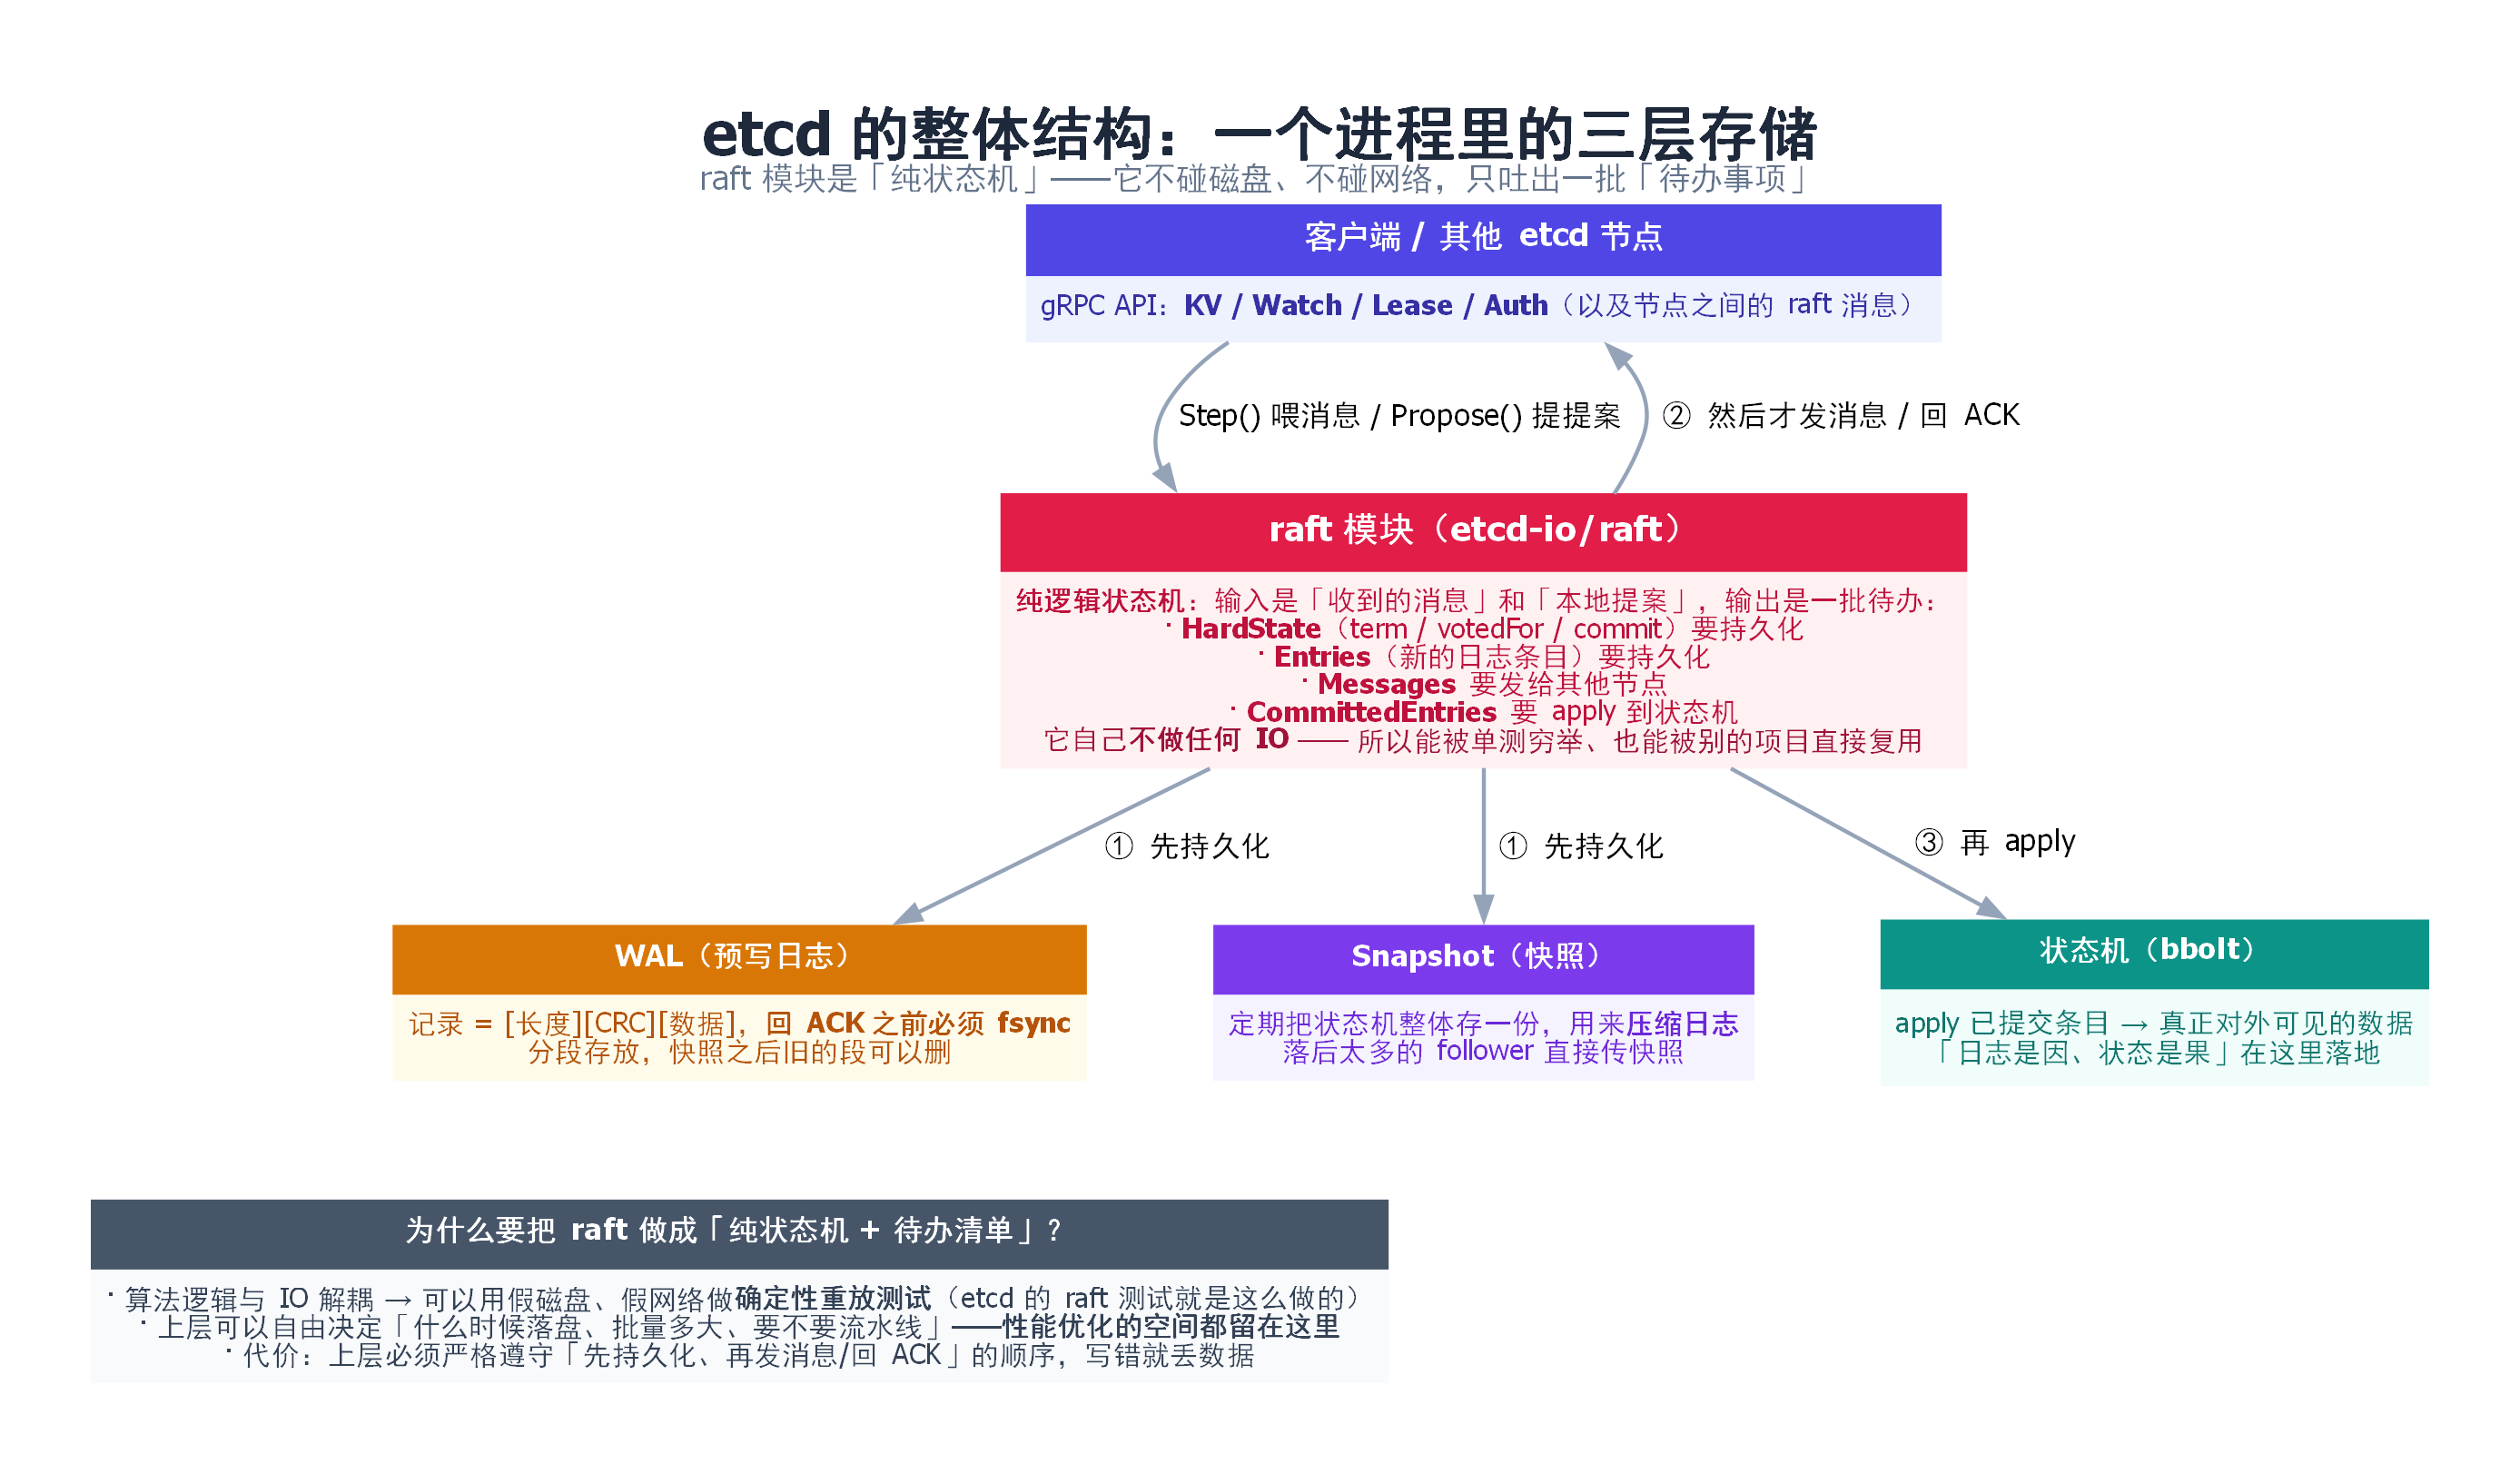 etcd 的整体结构：一个进程里的三层存储
raft 模块是「纯状态机」——它不碰磁盘、不碰网络，只吐出一批「待办事项」
客户端 / 其他 etcd 节点
gRPC API：KV / Watch / Lease / Auth（以及节点之间的 raft 消息）
Step() 喂消息 / Propose() 提提案
② 然后才发消息 / 回 ACK
raft 模块（etcd-io/raft）
纯逻辑状态机：输入是「收到的消息」和「本地提案」，输出是一批待办：
· HardState（term / votedFor / commit）要持久化
· Entries（新的日志条目）要持久化
· Messages 要发给其他节点
· CommittedEntries 要 apply 到状态机
它自己不做任何 IO —— 所以能被单测穷举、也能被别的项目直接复用
① 先持久化
① 先持久化
③ 再 apply
WAL（预写日志）
记录 = [长度][CRC][数据]，回 ACK 之前必须 fsync
分段存放，快照之后旧的段可以删
Snapshot（快照）
定期把状态机整体存一份，用来压缩日志
落后太多的 follower 直接传快照
状态机（bbolt）
apply 已提交条目 → 真正对外可见的数据
「日志是因、状态是果」在这里落地
为什么要把 raft 做成「纯状态机 + 待办清单」?
· 算法逻辑与 IO 解耦 → 可以用假磁盘、假网络做确定性重放测试（etcd 的 raft 测试就是这么做的）
· 上层可以自由决定「什么时候落盘、批量多大、要不要流水线」——性能优化的空间都留在这里
· 代价：上层必须严格遵守「先持久化、再发消息/回 ACK」的顺序，写错就丢数据